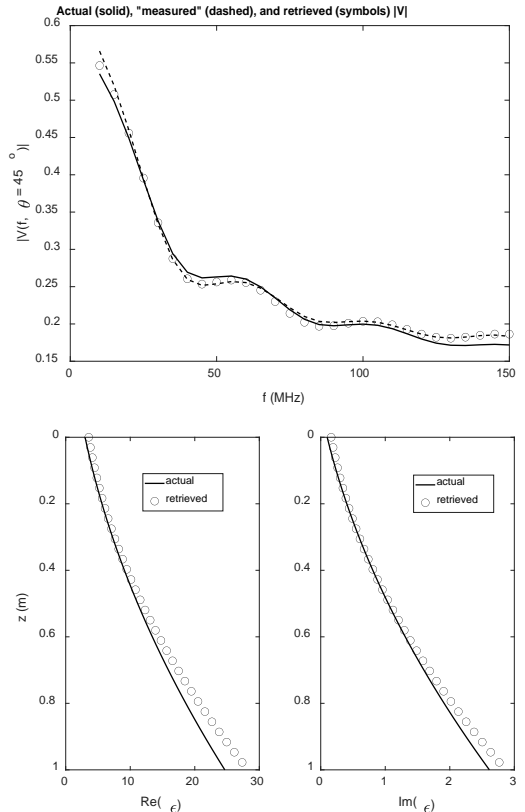 Actual (solid), "measured" (dashed), and retrieved (symbols) |V|
0.6
0.55
0.5
0.45
0.4
0.35
0.3
0.25
0.2
0.15
|V(f, θ = 45 °)|
0 50 100 150
f (MHz)
0
0.2
0.4
0.6
0.8
1
z (m)
actual
retrieved
0 10 20 30
Re( ϵ)
0
0.2
0.4
0.6
0.8
1
actual
retrieved
0 1 2 3
Im( ϵ)